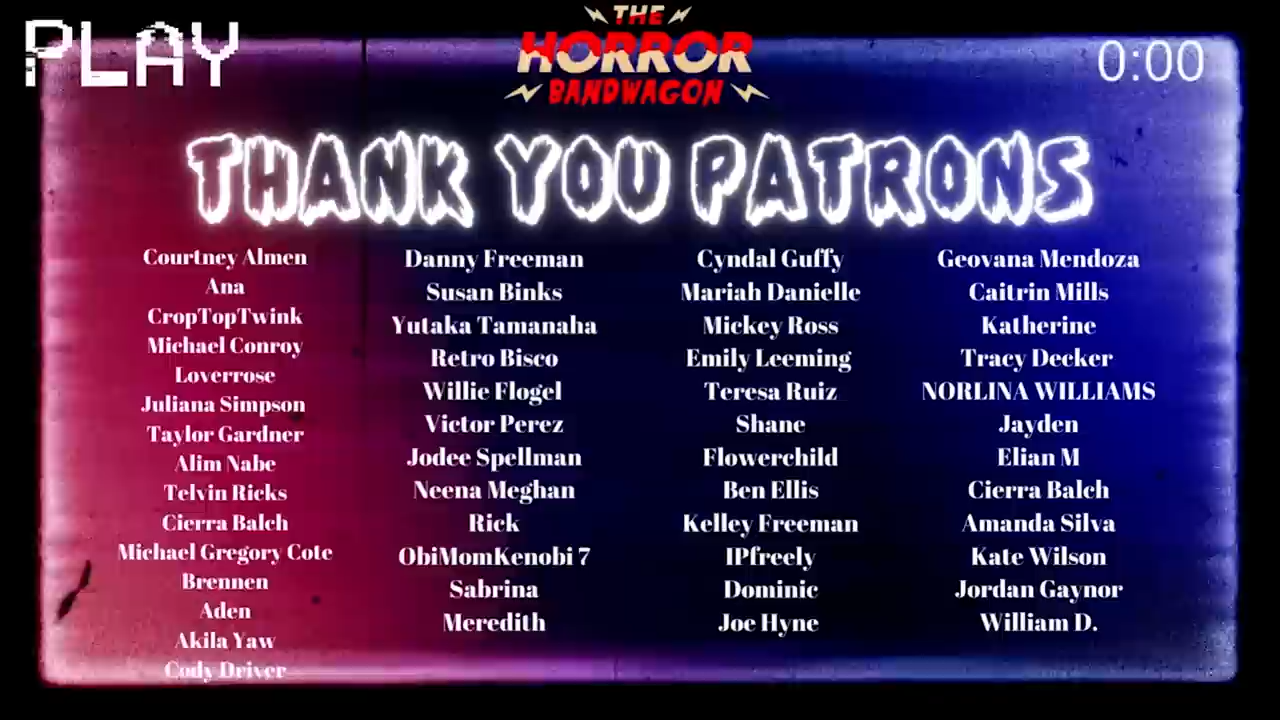 PLAY
THE
HORROR
BANDWAGON
0:00
THANK YOU PATRONS
Courtney Almen
Ana
CropTopTwink
Michael Conroy
Loverrose
Juliana Simpson
Taylor Gardner
Alim Nabe
Telvin Ricks
Cierra Balch
Michael Gregory Cote
Brennen
Aden
Akila Yaw
Cody Driver
Danny Freeman
Susan Binks
Yutaka Tamanaha
Retro Bisco
Willie Flogel
Victor Perez
Jodee Spellman
Neena Meghan
Rick
ObiMomKenobi 7
Sabrina
Meredith
Cyndal Guffy
Mariah Danielle
Mickey Ross
Emily Leeming
Teresa Ruiz
Shane
Flowerchild
Ben Ellis
Kelley Freeman
IPfreely
Dominic
Joe Hyne
Geovana Mendoza
Caitrin Mills
Katherine
Tracy Decker
NORLINA WILLIAMS
Jayden
Elian M
Cierra Balch
Amanda Silva
Kate Wilson
Jordan Gaynor
William D.